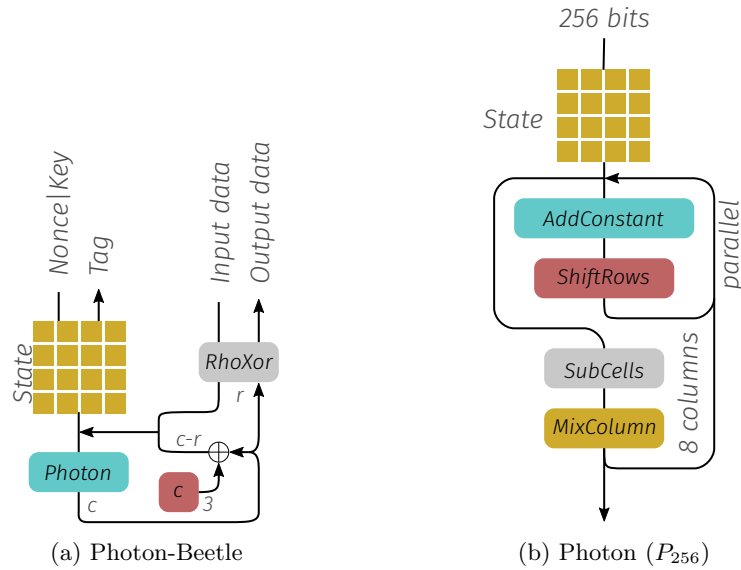 Nonce|Key
Tag
Input data
Output data
State
RhoXor
r
c-r
Photon
c
c
3
(a) Photon-Beetle
256 bits
State
AddConstant
ShiftRows
parallel
SubCells
MixColumn
8 columns
(b) Photon (P₂₅₆)